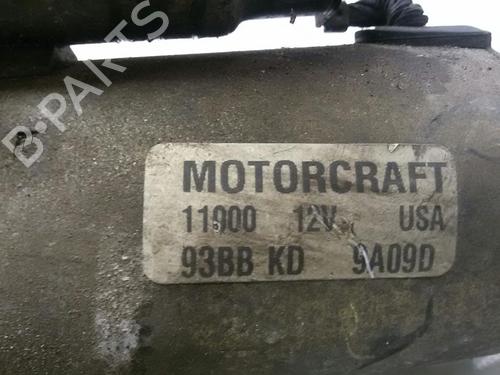 B-PARTS
MOTORCRAFT
11000 12V USA
93BB KD 9A09D